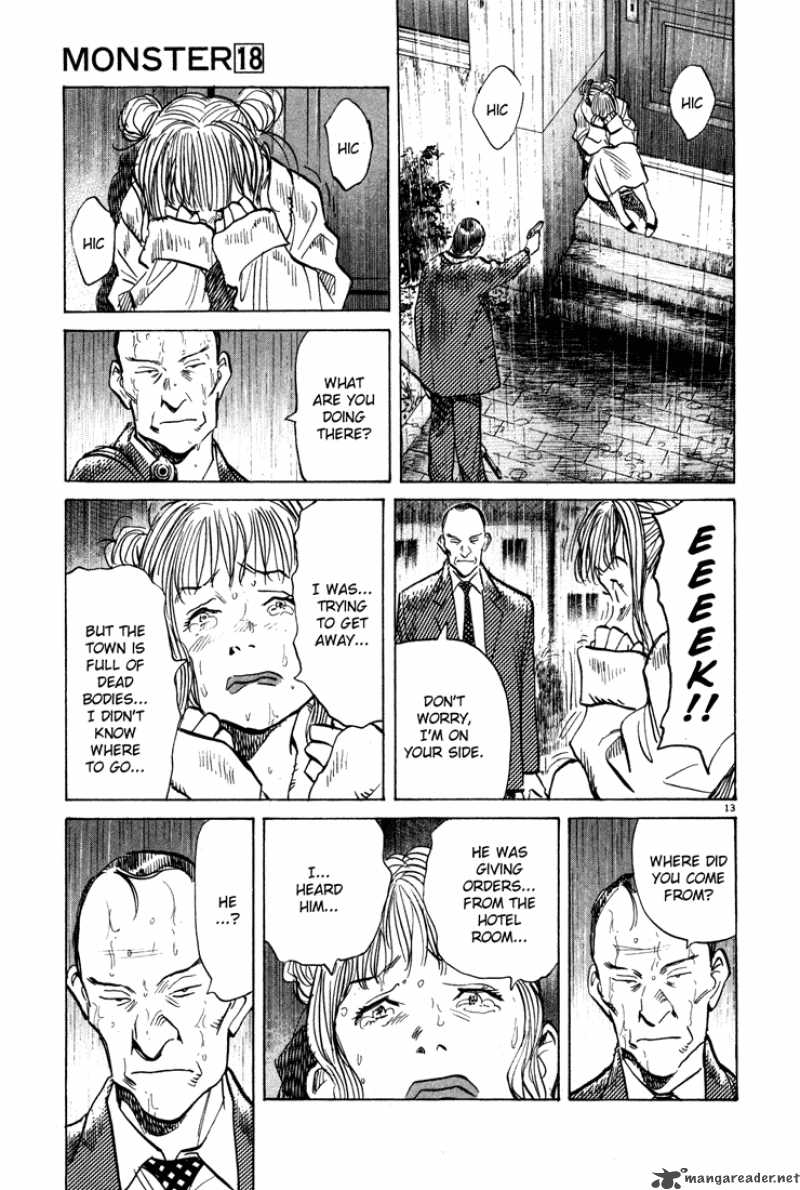 MONSTER 18
HIC
HIC
HIC
HIC
WHAT
ARE YOU
DOING
THERE?
EEEEEK!!
DON'T
WORRY,
I'M ON
YOUR SIDE.
13
I WAS...
TRYING
TO GET
AWAY...
BUT THE
TOWN IS
FULL OF
DEAD
BODIES...
I DIDN'T
KNOW
WHERE
TO GO...
WHERE DID
YOU COME
FROM?
HE WAS
GIVING
ORDERS...
FROM THE
HOTEL
ROOM...
I...
HEARD
HIM...
HE
...?
mangareader.net